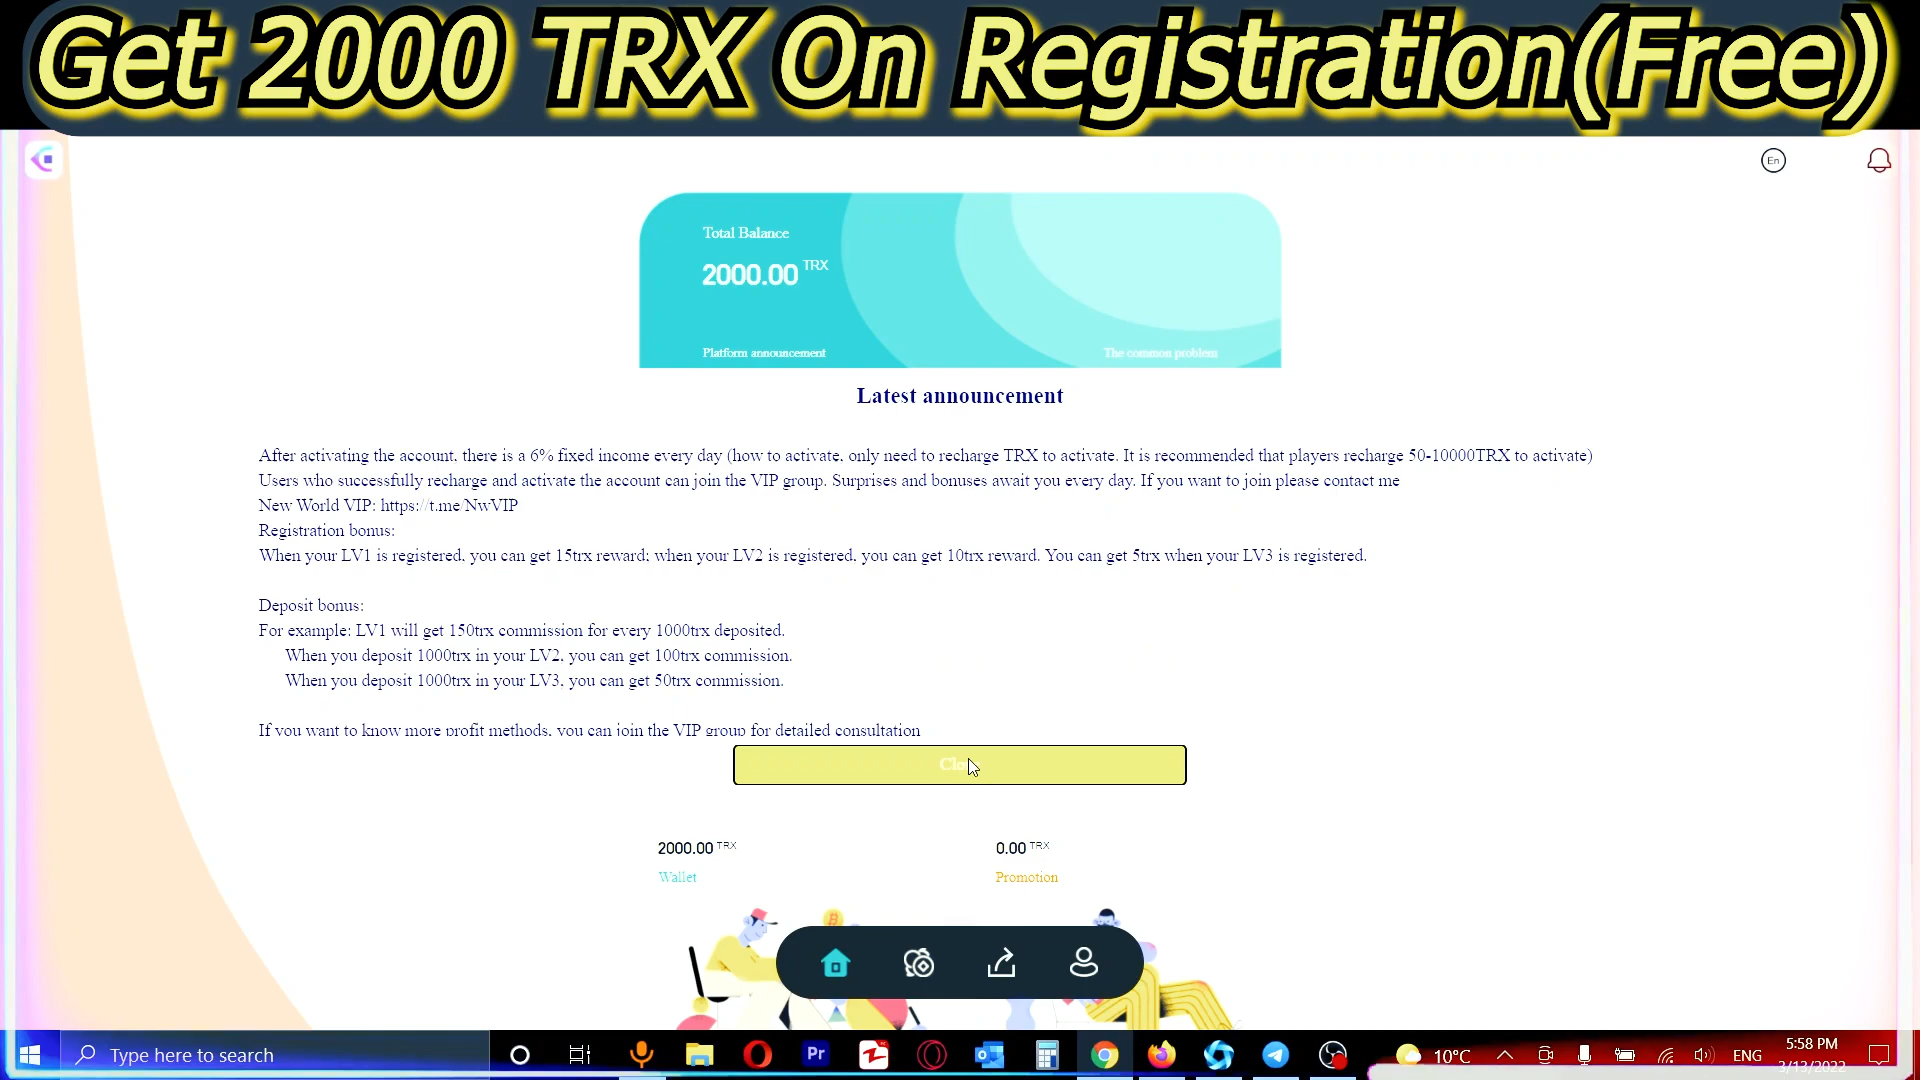 Get 2000 TRX On Registration(Free)
En
Total Balance
2000.00 TRX
Platform announcement The common problem
Latest announcement
After activating the account, there is a 6% fixed income every day (how to activate, only need to recharge TRX to activate. It is recommended that players recharge 50-10000TRX to activate)
Users who successfully recharge and activate the account can join the VIP group. Surprises and bonuses await you every day. If you want to join please contact me
New World VIP: https://t.me/NwVIP
Registration bonus:
When your LV1 is registered, you can get 15trx reward; when your LV2 is registered, you can get 10trx reward. You can get 5trx when your LV3 is registered.
Deposit bonus:
For example: LV1 will get 150trx commission for every 1000trx deposited.
When you deposit 1000trx in your LV2, you can get 100trx commission.
When you deposit 1000trx in your LV3, you can get 50trx commission.
If you want to know more profit methods, you can join the VIP group for detailed consultation
2000.00 TRX 0.00 TRX
Wallet Promotion
Type here to search
Pr
10°C
ENG
5:58 PM
3/13/2022